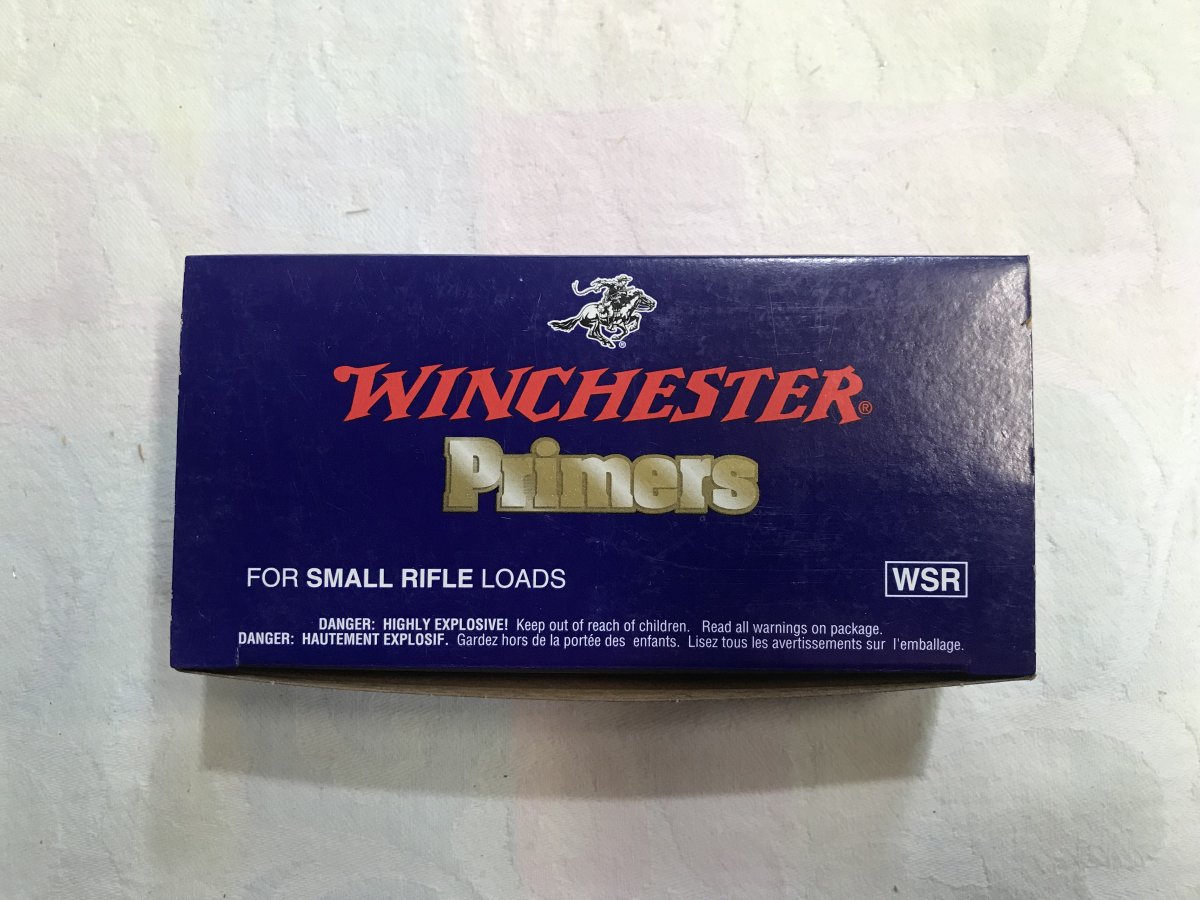 WINCHESTER®
Primers
FOR SMALL RIFLE LOADS
WSR
DANGER: HIGHLY EXPLOSIVE! Keep out of reach of children. Read all warnings on package.
DANGER: HAUTEMENT EXPLOSIF. Gardez hors de la portée des enfants. Lisez tous les avertissements sur l'emballage.